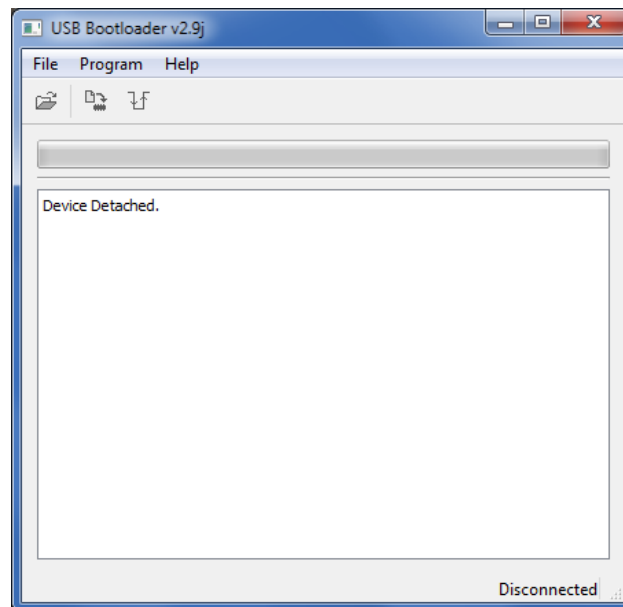 USB Bootloader v2.9j
File Program Help
Device Detached.
Disconnected